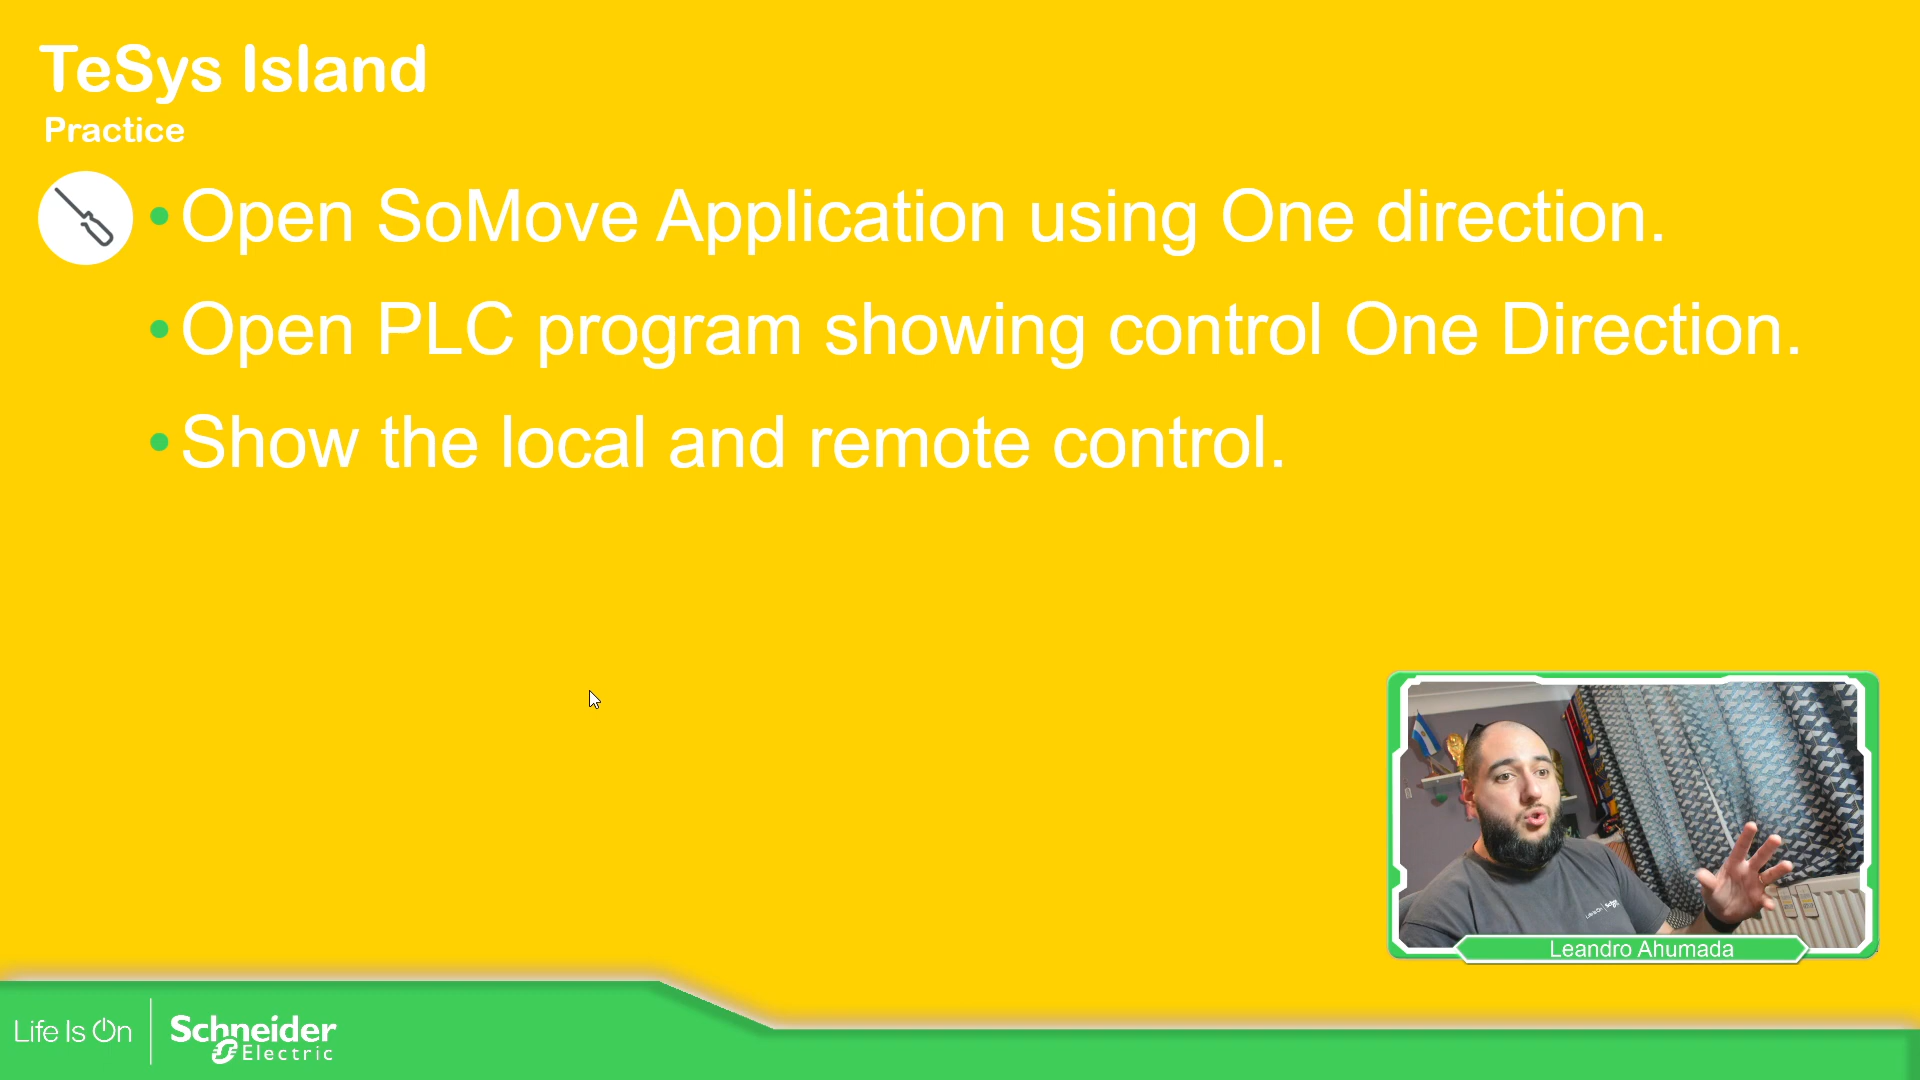 TeSys Island
Practice
• Open SoMove Application using One direction.
• Open PLC program showing control One Direction.
• Show the local and remote control.
Leandro Ahumada
Life Is On
Schneider
Electric